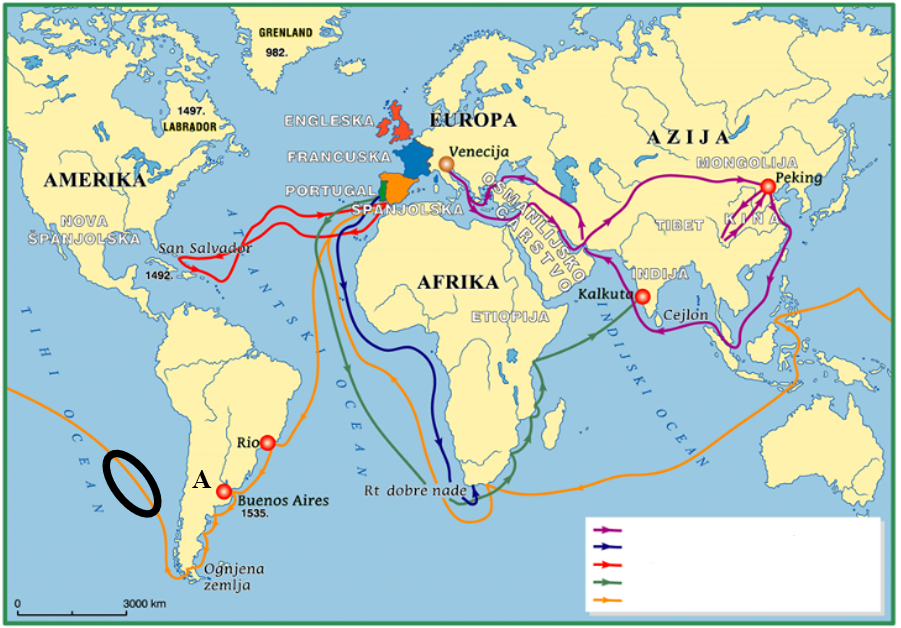 GRENLAND
982.
1497.
LABRADOR
ENGLESKA
EUROPA
AZIJA
FRANCUSKA
Venecija
MONGOLIJA
Peking
AMERIKA
PORTUGAL
ŠPANJOLSKA
OSMANLIJSKO
CARSTVO
KINA
TIBET
NOVA
ŠPANJOLSKA
San Salvador
1492.
ATLANTSKI OCEAN
AFRIKA
INDIJA
Kalkuta
Cejlon
ETIOPIJA
TIHI OCEAN
INDIJSKI OCEAN
Rio
A
Buenos Aires
1535.
Rt dobre nade
Ognjena
zemlja
0 3000 km